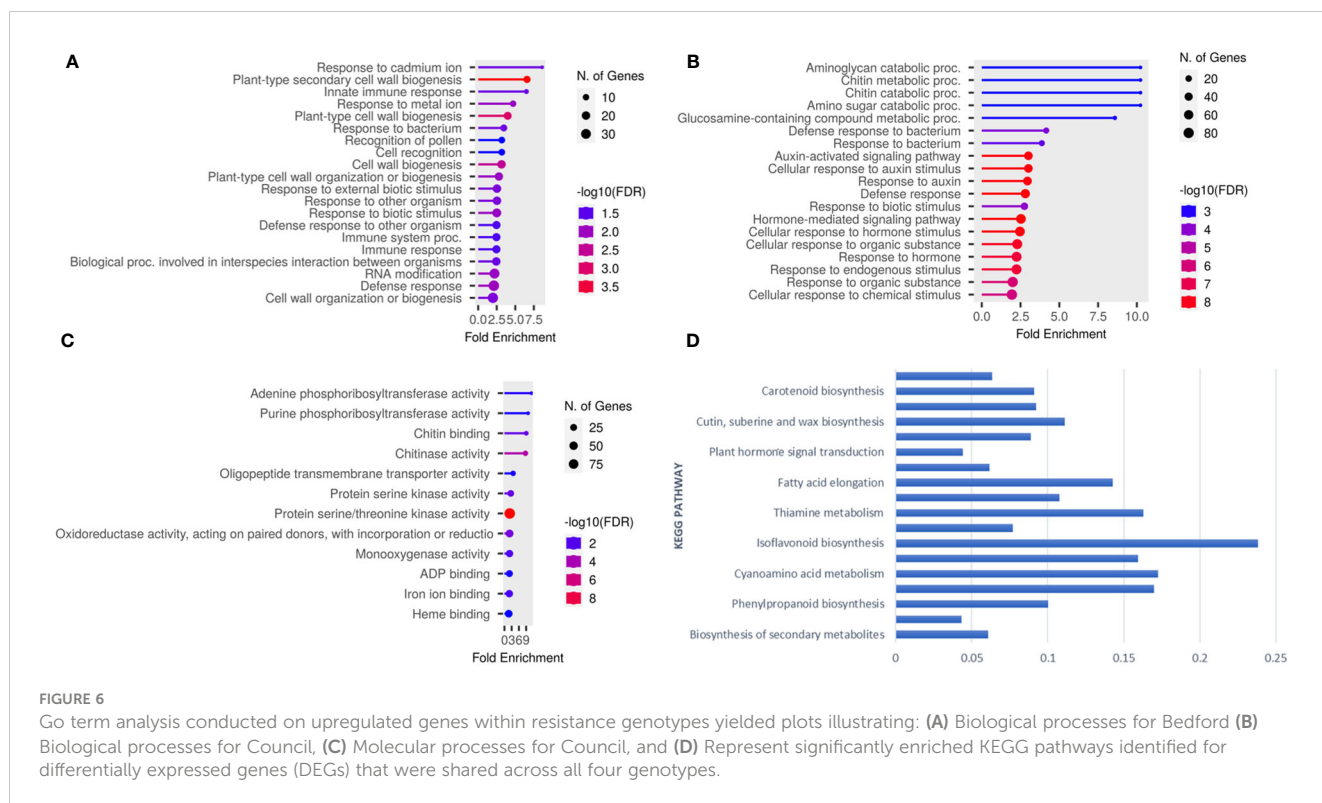 A
Response to cadmium ion
Plant-type secondary cell wall biogenesis
Innate immune response
Response to metal ion
Plant-type cell wall biogenesis
Response to bacterium
Recognition of pollen
Cell recognition
Cell wall biogenesis
Plant-type cell wall organization or biogenesis
Response to external biotic stimulus
Response to other organism
Response to biotic stimulus
Defense response to other organism
Immune system proc.
Immune response
Biological proc. involved in interspecies interaction between organisms
RNA modification
Defense response
Cell wall organization or biogenesis
0.02.55.07.5
Fold Enrichment
N. of Genes
10
20
30
-log10(FDR)
1.5
2.0
2.5
3.0
3.5
B
Aminoglycan catabolic proc.
Chitin metabolic proc.
Chitin catabolic proc.
Amino sugar catabolic proc.
Glucosamine-containing compound metabolic proc.
Defense response to bacterium
Response to bacterium
Auxin-activated signaling pathway
Cellular response to auxin stimulus
Response to auxin
Defense response
Response to biotic stimulus
Hormone-mediated signaling pathway
Cellular response to hormone stimulus
Cellular response to organic substance
Response to hormone
Response to endogenous stimulus
Response to organic substance
Cellular response to chemical stimulus
0.0 2.5 5.0 7.5 10.0
Fold Enrichment
N. of Genes
20
40
60
80
-log10(FDR)
3
4
5
6
7
8
C
Adenine phosphoribosyltransferase activity
Purine phosphoribosyltransferase activity
Chitin binding
Chitinase activity
Oligopeptide transmembrane transporter activity
Protein serine kinase activity
Protein serine/threonine kinase activity
Oxidoreductase activity, acting on paired donors, with incorporation or reductio
Monooxygenase activity
ADP binding
Iron ion binding
Heme binding
0369
Fold Enrichment
N. of Genes
25
50
75
-log10(FDR)
2
4
6
8
D
KEGG PATHWAY
Carotenoid biosynthesis
Cutin, suberine and wax biosynthesis
Plant hormone signal transduction
Fatty acid elongation
Thiamine metabolism
Isoflavonoid biosynthesis
Cyanoamino acid metabolism
Phenylpropanoid biosynthesis
Biosynthesis of secondary metabolites
0 0.05 0.1 0.15 0.2 0.25
FIGURE 6
Go term analysis conducted on upregulated genes within resistance genotypes yielded plots illustrating: (A) Biological processes for Bedford (B)
Biological processes for Council, (C) Molecular processes for Council, and (D) Represent significantly enriched KEGG pathways identified for
differentially expressed genes (DEGs) that were shared across all four genotypes.